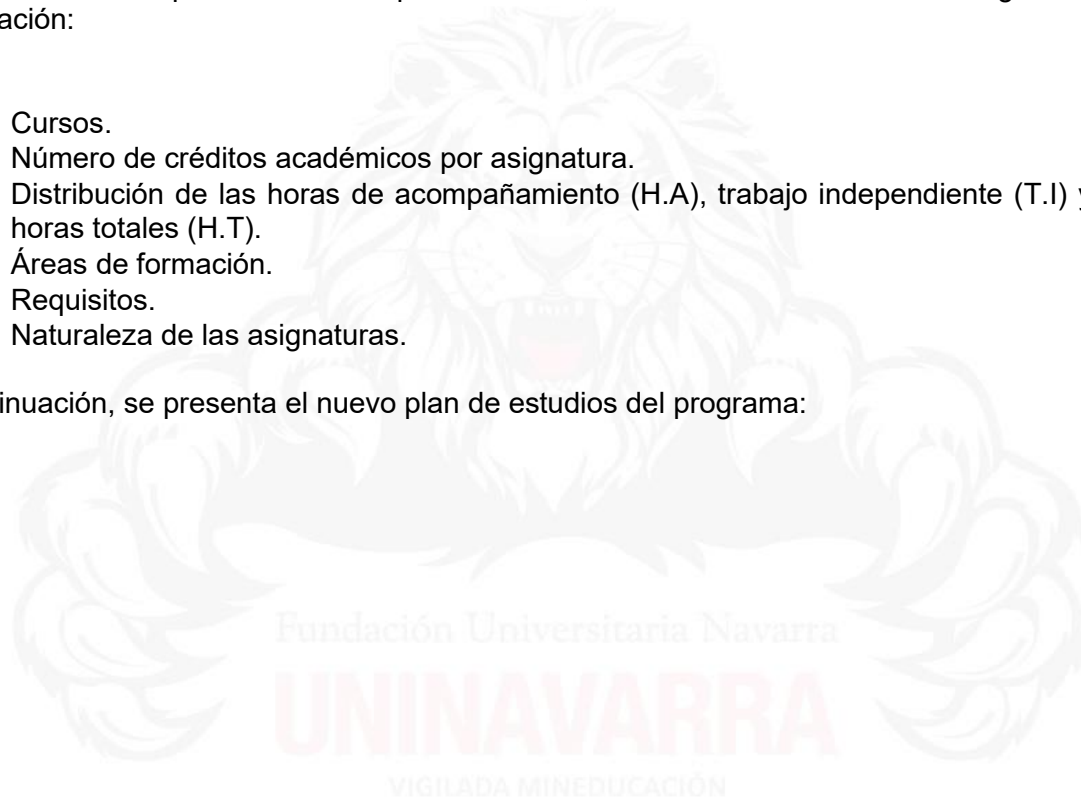 ación:
Cursos.
Número de créditos académicos por asignatura.
Distribución de las horas de acompañamiento (H.A), trabajo independiente (T.I) y
horas totales (H.T).
Áreas de formación.
Requisitos.
Naturaleza de las asignaturas.
inuación, se presenta el nuevo plan de estudios del programa:
Fundación Universitaria Navarra
UNINAVARRA
VIGILADA MINEDUCACIÓN